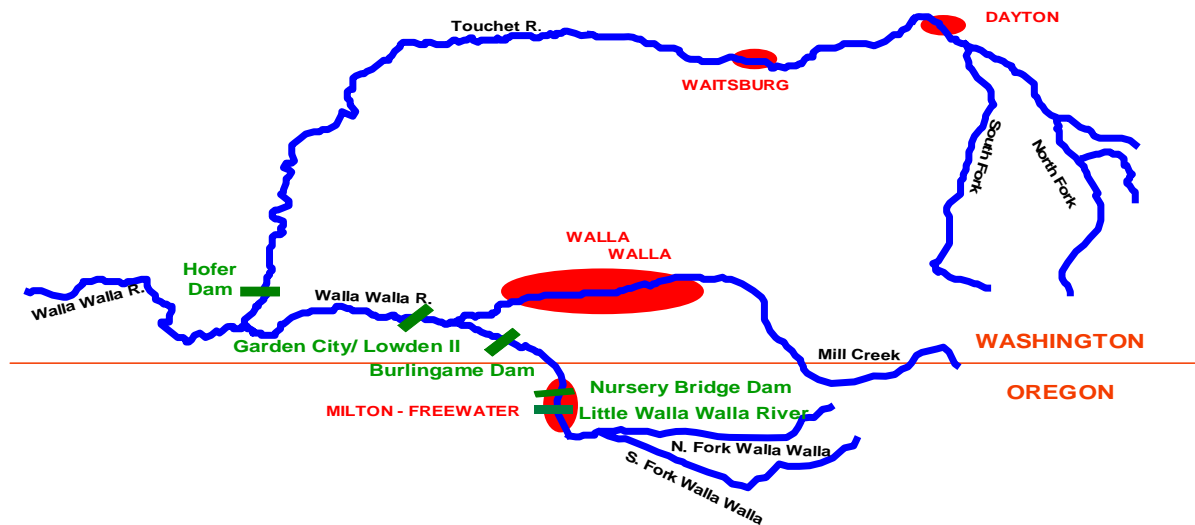 DAYTON
Touchet R.
WAITSBURG
South Fork
North Fork
WALLA
WALLA
Hofer
Dam
Walla Walla R.
Walla Walla R.
Garden City/ Lowden II
WASHINGTON
Mill Creek
Burlingame Dam
OREGON
Nursery Bridge Dam
MILTON - FREEWATER
Little Walla Walla River
N. Fork Walla Walla
S. Fork Walla Walla